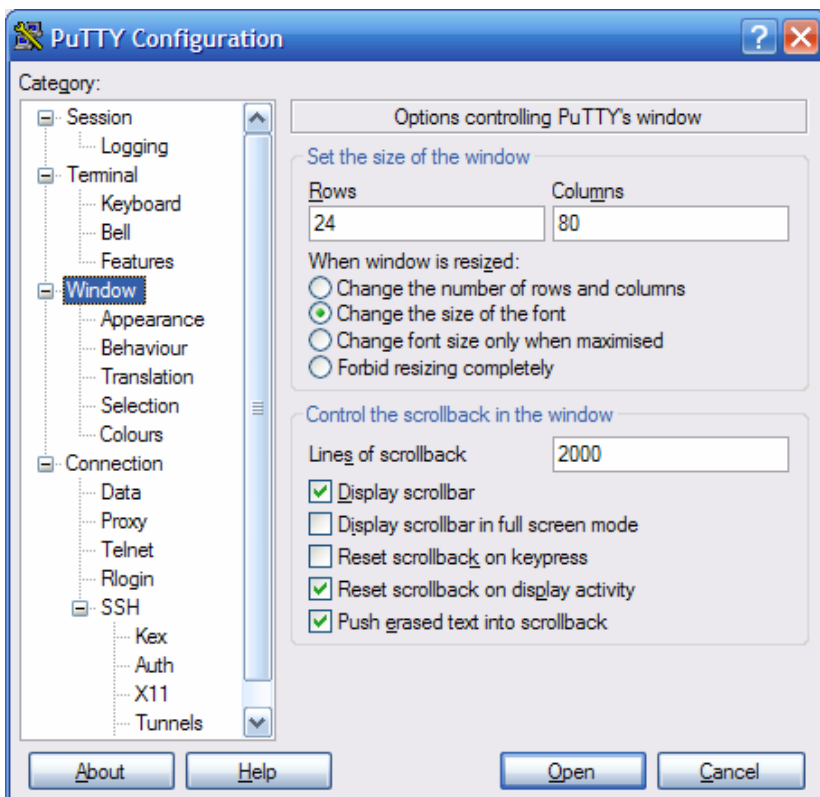 PuTTY Configuration
?
Category:
Session
Logging
Terminal
Keyboard
Bell
Features
Window
Appearance
Behaviour
Translation
Selection
Colours
Connection
Data
Proxy
Telnet
Rlogin
SSH
Kex
Auth
X11
Tunnels
Options controlling PuTTY's window
Set the size of the window
Rows Columns
24 80
When window is resized:
Change the number of rows and columns
Change the size of the font
Change font size only when maximised
Forbid resizing completely
Control the scrollback in the window
Lines of scrollback 2000
Display scrollbar
Display scrollbar in full screen mode
Reset scrollback on keypress
Reset scrollback on display activity
Push erased text into scrollback
About Help Open Cancel